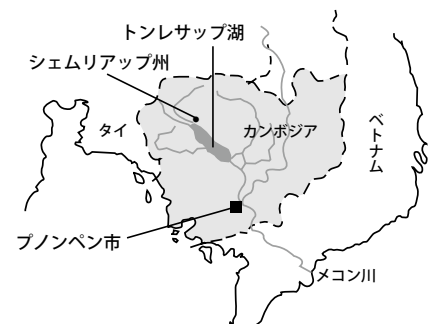 トンレサップ湖
シェムリアップ州
タイ
カンボジア
ベトナム
プノンペン市
メコン川